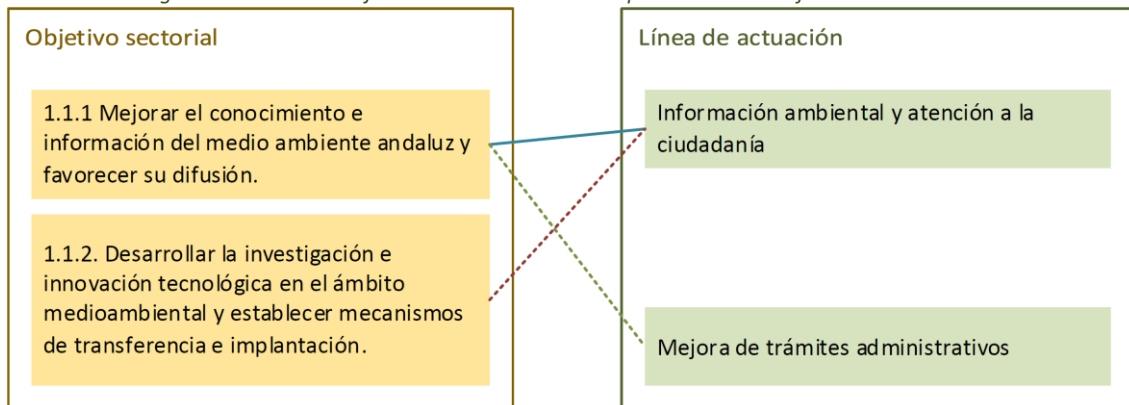 Objetivo sectorial
1.1.1 Mejorar el conocimiento e
información del medio ambiente andaluz y
favorecer su difusión.
1.1.2. Desarrollar la investigación e
innovación tecnológica en el ámbito
medioambiental y establecer mecanismos
de transferencia e implantación.
Línea de actuación
Información ambiental y atención a la
ciudadanía
Mejora de trámites administrativos